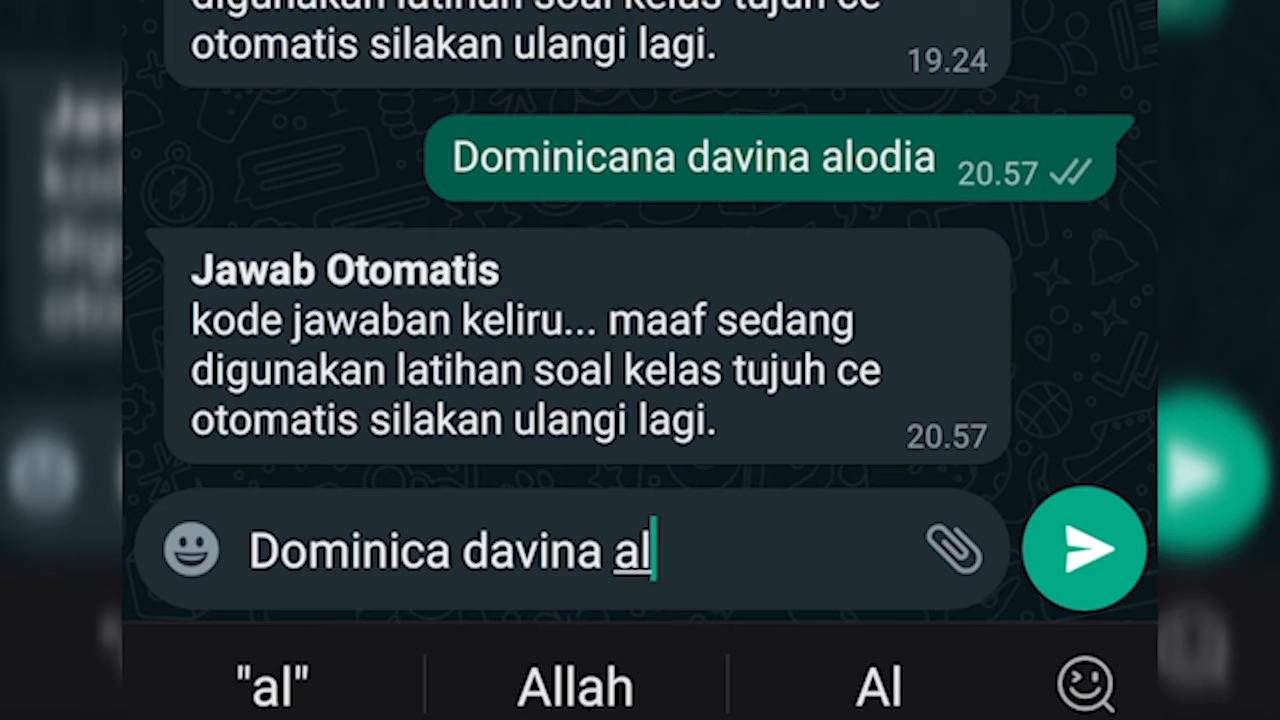 digunakan latihan soal kelas tujuh ce
otomatis silakan ulangi lagi.
19.24
Dominicana davina alodia
20.57
Jawab Otomatis
kode jawaban keliru... maaf sedang
digunakan latihan soal kelas tujuh ce
otomatis silakan ulangi lagi.
20.57
Dominica davina al
"al" Allah Al